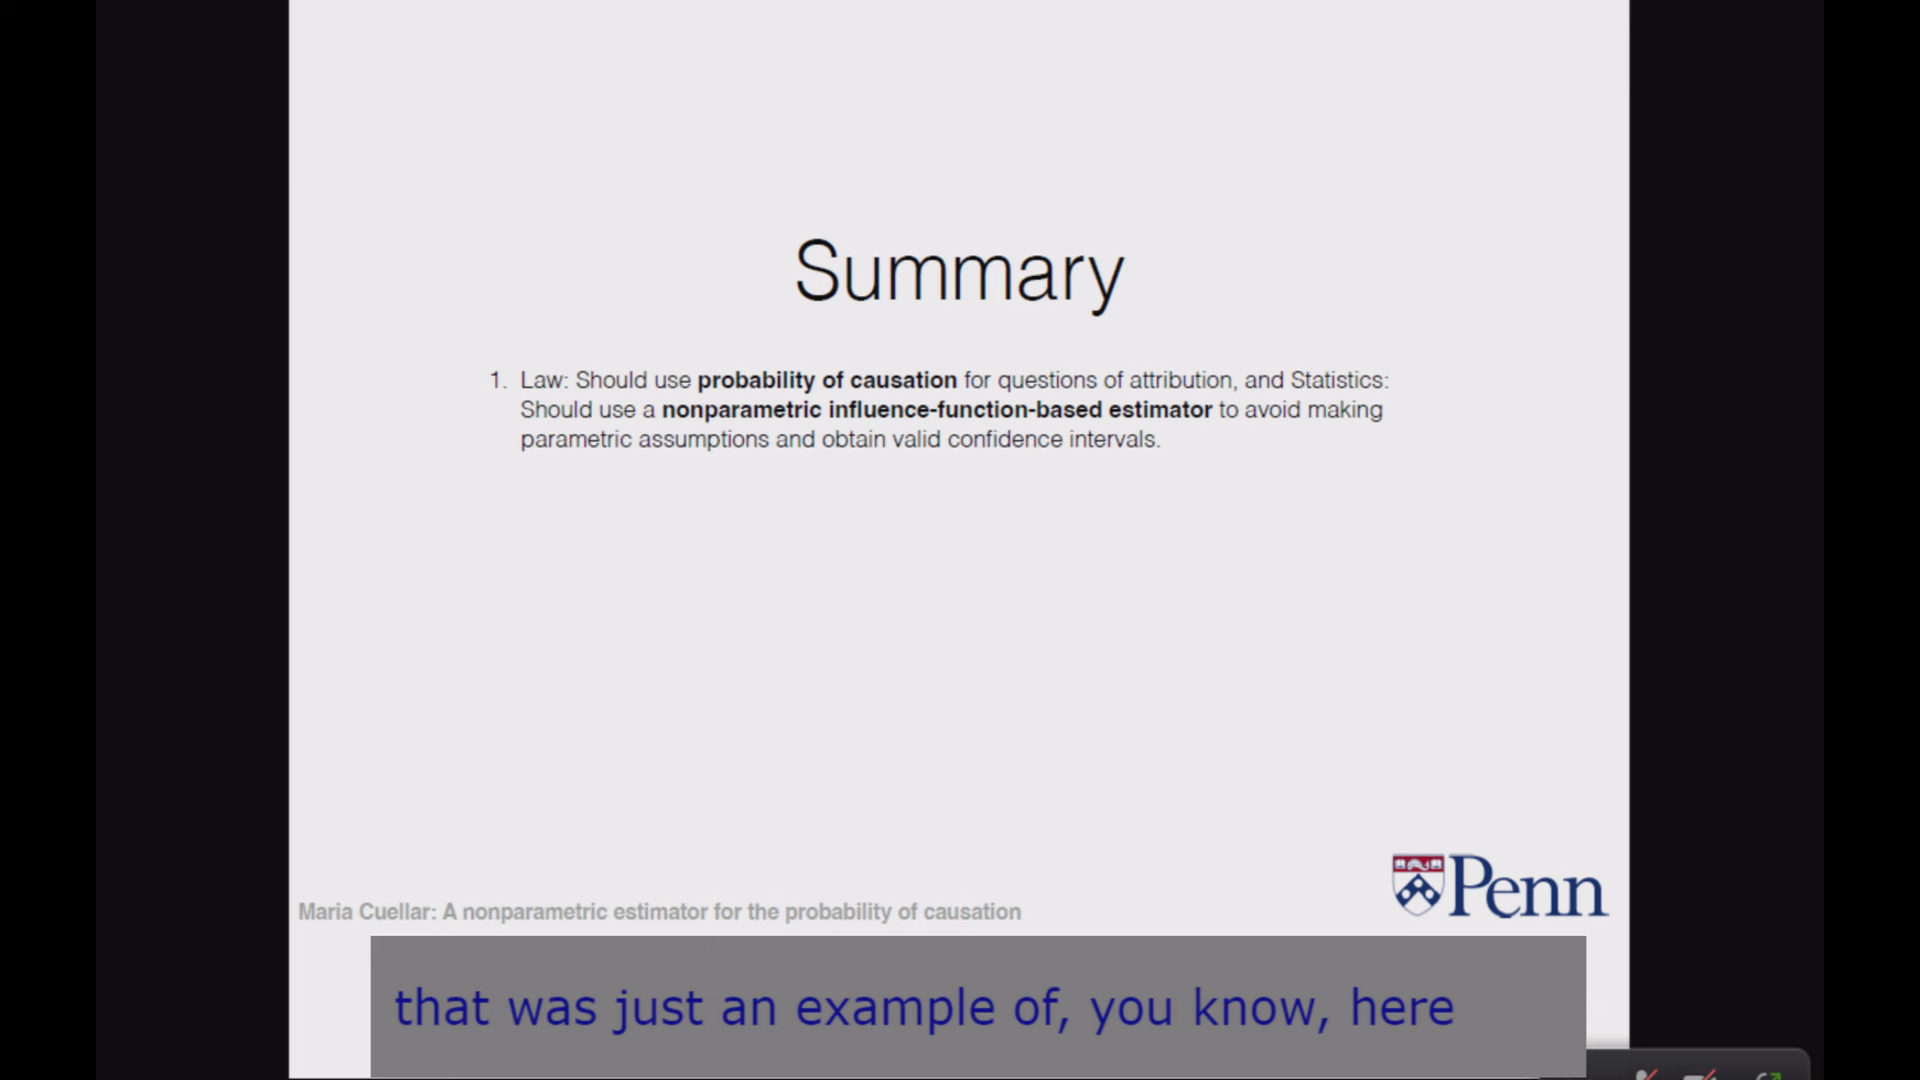 Summary
1. Law: Should use probability of causation for questions of attribution, and Statistics:
Should use a nonparametric influence-function-based estimator to avoid making
parametric assumptions and obtain valid confidence intervals.
Penn
Maria Cuellar: A nonparametric estimator for the probability of causation
that was just an example of, you know, here